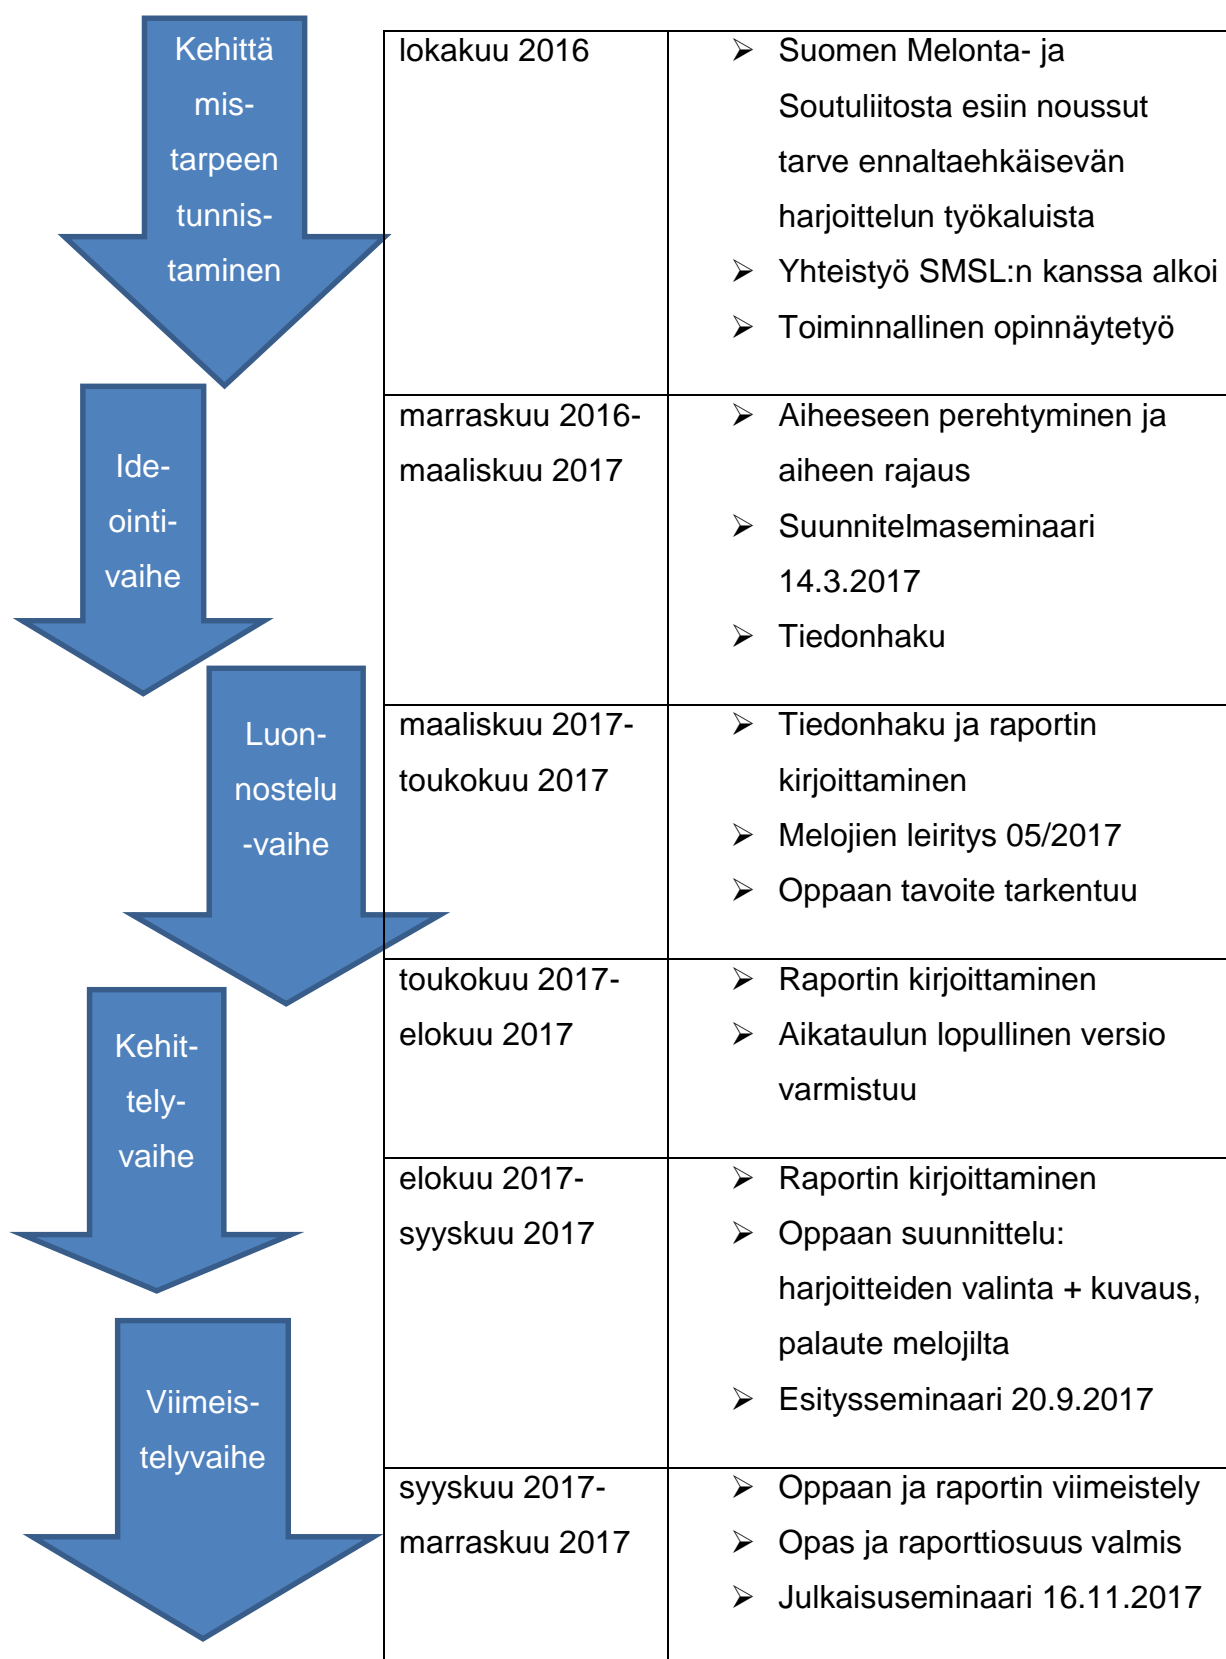 Kehittä
mis-
tarpeen
tunnis-
taminen
lokakuu 2016
➢ Suomen Melonta- ja
Soutuliitosta esiin noussut
tarve ennaltaehkäisevän
harjoittelun työkaluista
➢ Yhteistyö SMSL:n kanssa alkoi
➢ Toiminnallinen opinnäytetyö
Ide-
ointi-
vaihe
marraskuu 2016-
maaliskuu 2017
➢ Aiheeseen perehtyminen ja
aiheen rajaus
➢ Suunnitelmaseminaari
14.3.2017
➢ Tiedonhaku
Luon-
nostelu
-vaihe
maaliskuu 2017-
toukokuu 2017
➢ Tiedonhaku ja raportin
kirjoittaminen
➢ Melojien leiritys 05/2017
➢ Oppaan tavoite tarkentuu
Kehit-
tely-
vaihe
toukokuu 2017-
elokuu 2017
➢ Raportin kirjoittaminen
➢ Aikataulun lopullinen versio
varmistuu
elokuu 2017-
syyskuu 2017
➢ Raportin kirjoittaminen
➢ Oppaan suunnittelu:
harjoitteiden valinta + kuvaus,
palaute melojilta
➢ Esitysseminaari 20.9.2017
Viimeis-
telyvaihe
syyskuu 2017-
marraskuu 2017
➢ Oppaan ja raportin viimeistely
➢ Opas ja raporttiosuus valmis
➢ Julkaisuseminaari 16.11.2017